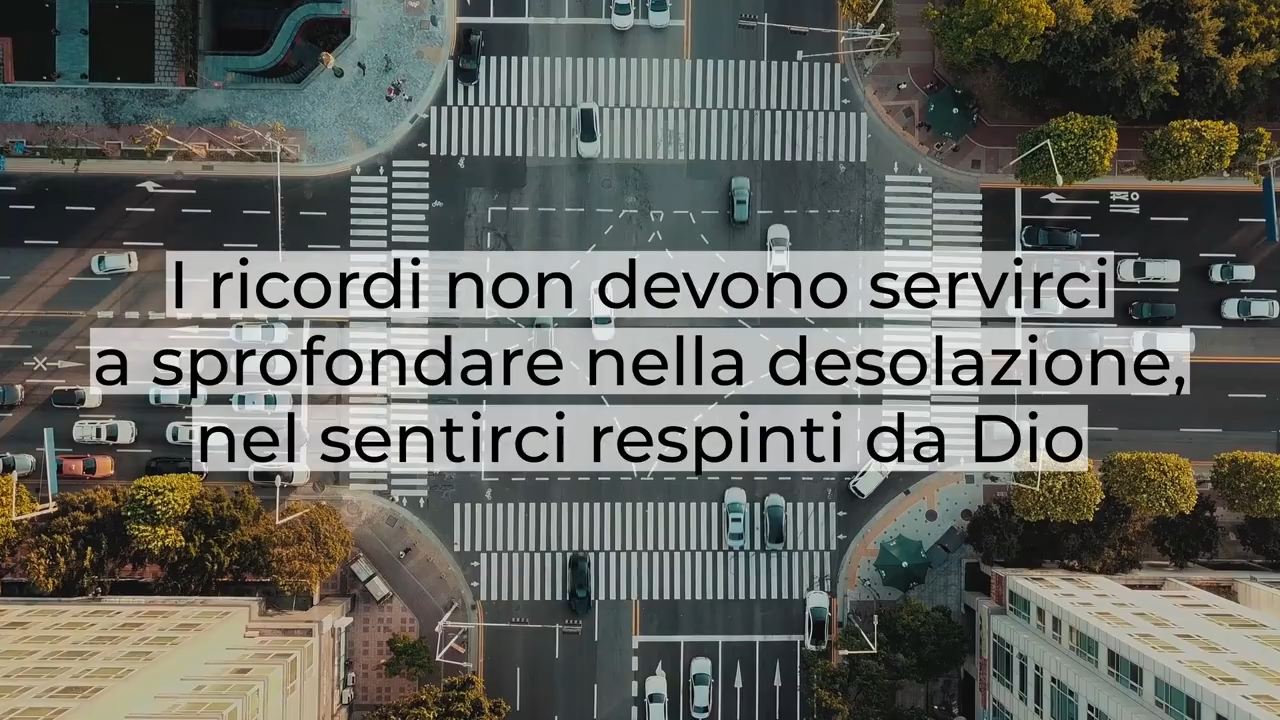 I ricordi non devono servirci
a sprofondare nella desolazione,
nel sentirci respinti da Dio